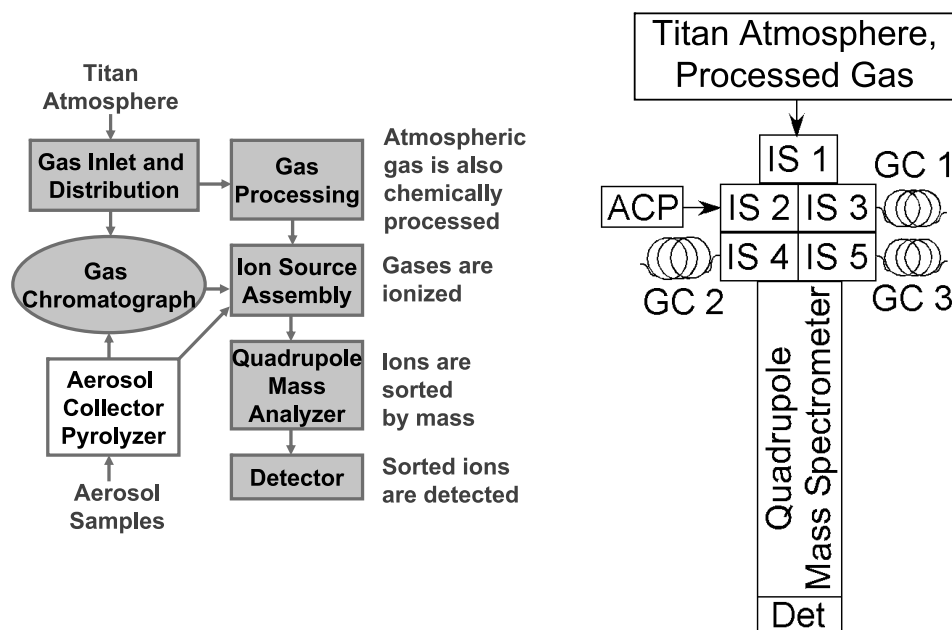 Titan
Atmosphere
Gas Inlet and
Distribution
Gas
Processing
Atmospheric
gas is also
chemically
processed
Gas
Chromatograph
Ion Source
Assembly
Gases are
ionized
Aerosol
Collector
Pyrolyzer
Quadrupole
Mass
Analyzer
Ions are
sorted
by mass
Aerosol
Samples
Detector
Sorted ions
are detected
Titan Atmosphere,
Processed Gas
IS 1
GC 1
ACP
IS 2
IS 3
IS 4
IS 5
GC 2
GC 3
Quadrupole
Mass Spectrometer
Det